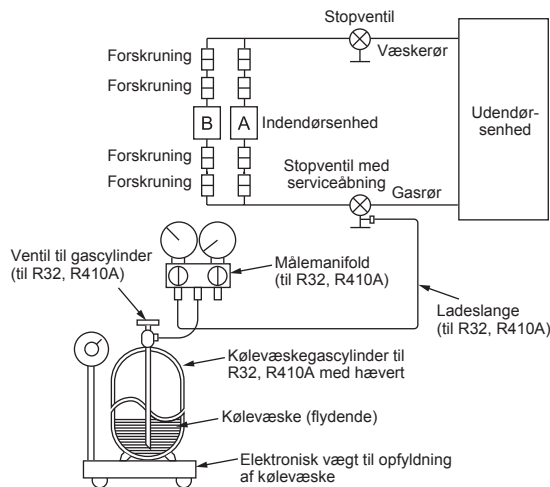 Stopventil
Forskruning
Væskerør
Forskruning
B
A
Indendørsenhed
Udendør-
senhed
Forskruning
Forskruning
Stopventil med
serviceåbning
Gasrør
Ventil til gascylinder
(til R32, R410A)
Målemanifold
(til R32, R410A)
Ladeslange
(til R32, R410A)
Kølevæskegascylinder til
R32, R410A med hævert
Kølevæske (flydende)
Elektronisk vægt til opfyldning
af kølevæske